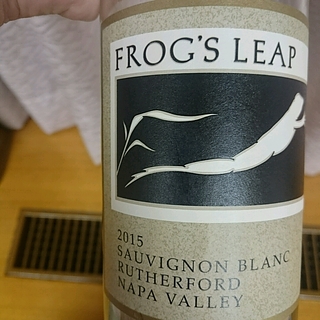 FROG'S LEAP
2015
SAUVIGNON BLANC
RUTHERFORD
NAPA VALLEY